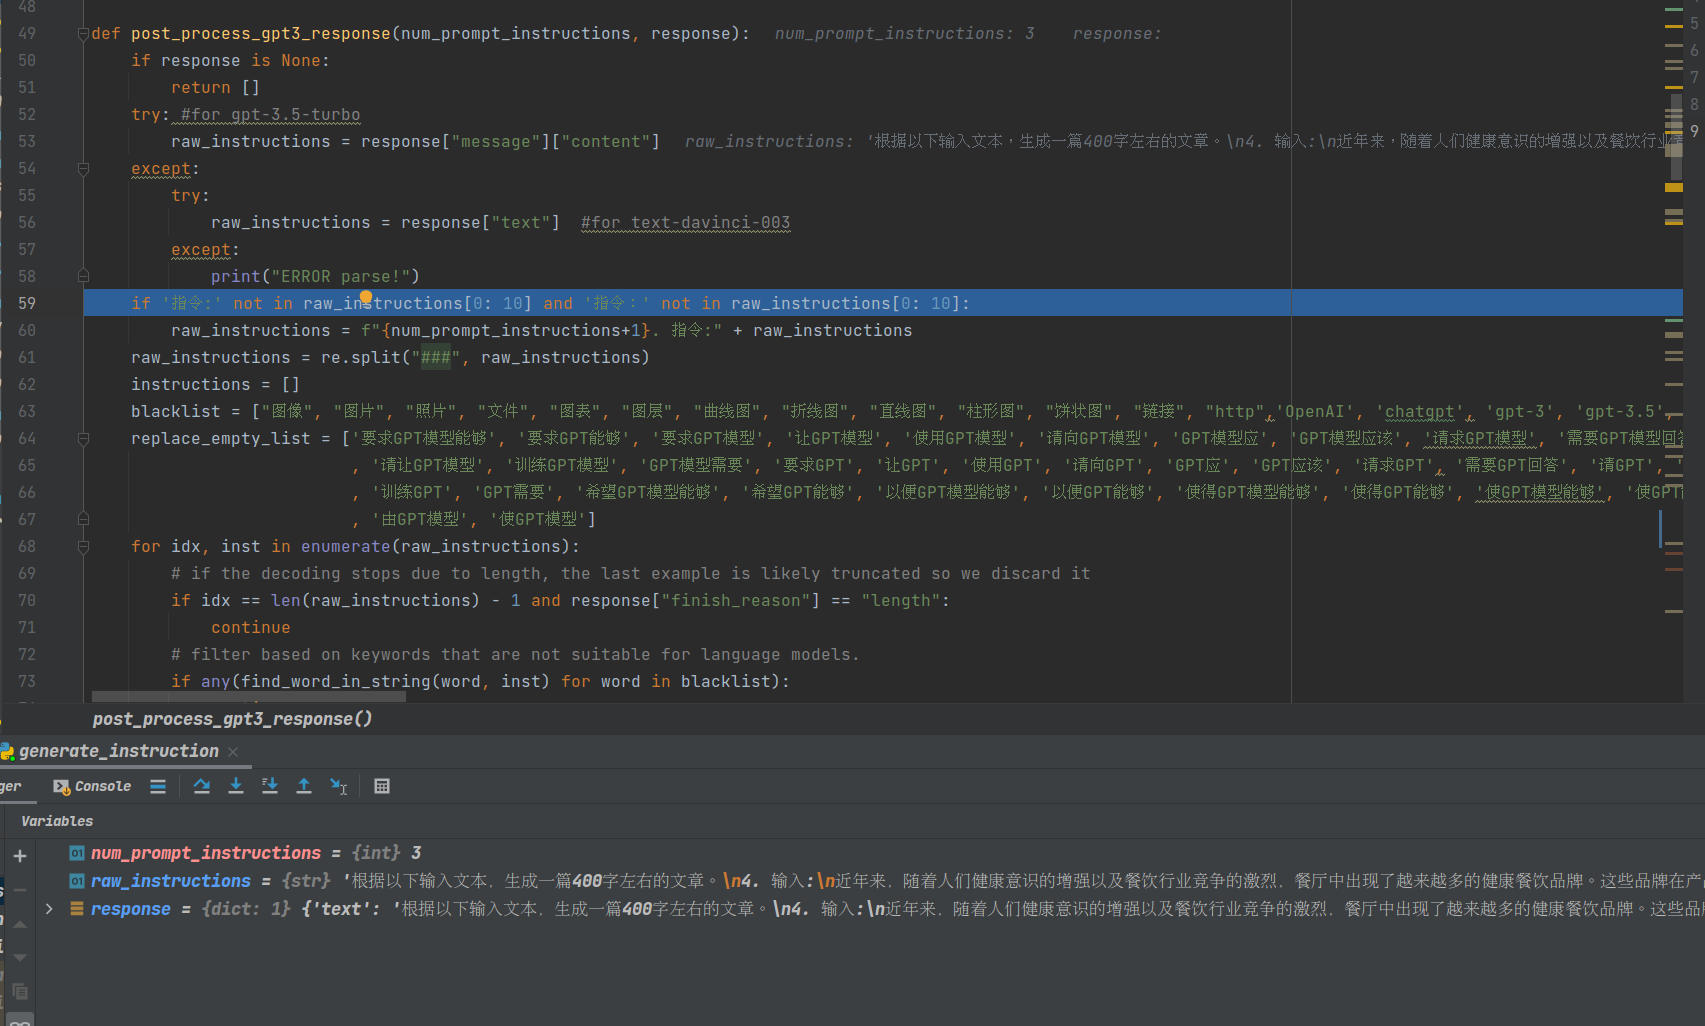 48
49 def post_process_gpt3_response(num_prompt_instructions, response): num_prompt_instructions: 3 response:
50 if response is None:
51 return []
52 try: #for gpt-3.5-turbo
53 raw_instructions = response["message"]["content"] raw_instructions: '根据以下输入文本，生成一篇400字左右的文章。\n4. 输入:\n近年来，随着人们健康意识的增强以及餐饮行业竞
54 except:
55 try:
56 raw_instructions = response["text"] #for text-davinci-003
57 except:
58 print("ERROR parse!")
59 if '指令:' not in raw_instructions[0: 10] and '指令：' not in raw_instructions[0: 10]:
60 raw_instructions = f"{num_prompt_instructions+1}. 指令:" + raw_instructions
61 raw_instructions = re.split("###", raw_instructions)
62 instructions = []
63 blacklist = ["图像", "图片", "照片", "文件", "图表", "图层", "曲线图", "折线图", "直线图", "柱形图", "饼状图", "链接", "http",'OpenAI', 'chatgpt', 'gpt-3', 'gpt-3.5',
64 replace_empty_list = ['要求GPT模型能够', '要求GPT能够', '要求GPT模型', '让GPT模型', '使用GPT模型', '请向GPT模型', 'GPT模型应', 'GPT模型应该', '请求GPT模型', '需要GPT模型回答
65 , '请让GPT模型', '训练GPT模型', 'GPT模型需要', '要求GPT', '让GPT', '使用GPT', '请向GPT', 'GPT应', 'GPT应该', '请求GPT', '需要GPT回答', '请GPT', '
66 , '训练GPT', 'GPT需要', '希望GPT模型能够', '希望GPT能够', '以便GPT模型能够', '以便GPT能够', '使得GPT模型能够', '使得GPT能够', '使GPT模型能够', '使GPT
67 , '由GPT模型', '使GPT模型']
68 for idx, inst in enumerate(raw_instructions):
69 # if the decoding stops due to length, the last example is likely truncated so we discard it
70 if idx == len(raw_instructions) - 1 and response["finish_reason"] == "length":
71 continue
72 # filter based on keywords that are not suitable for language models.
73 if any(find_word_in_string(word, inst) for word in blacklist):
5
6
7
8
9
post_process_gpt3_response()
generate_instruction
ger Console
Variables
num_prompt_instructions = {int} 3
raw_instructions = {str} '根据以下输入文本，生成一篇400字左右的文章。\n4. 输入:\n近年来，随着人们健康意识的增强以及餐饮行业竞争的激烈，餐厅中出现了越来越多的健康餐饮品牌。这些品牌在产
response = {dict: 1} {'text': '根据以下输入文本，生成一篇400字左右的文章。\n4. 输入:\n近年来，随着人们健康意识的增强以及餐饮行业竞争的激烈，餐厅中出现了越来越多的健康餐饮品牌。这些品